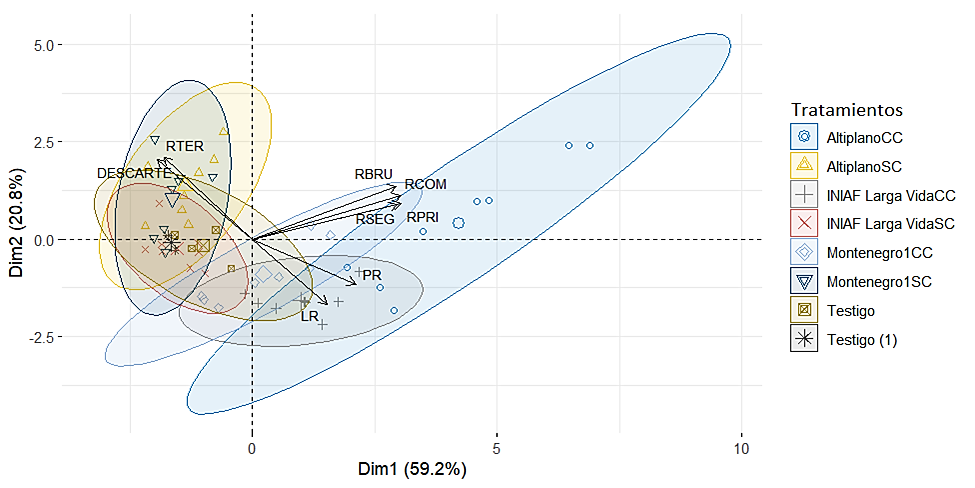 5.0
2.5
0.0
-2.5
Dim2 (20.8%)
RTER
DESCARTE
RBRU
RCOM
RSEG
RPRI
PR
LR
0
5
10
Dim1 (59.2%)
Tratamientos
AltiplanoCC
AltiplanoSC
INIAF Larga VidaCC
INIAF Larga VidaSC
Montenegro1CC
Montenegro1SC
Testigo
Testigo (1)